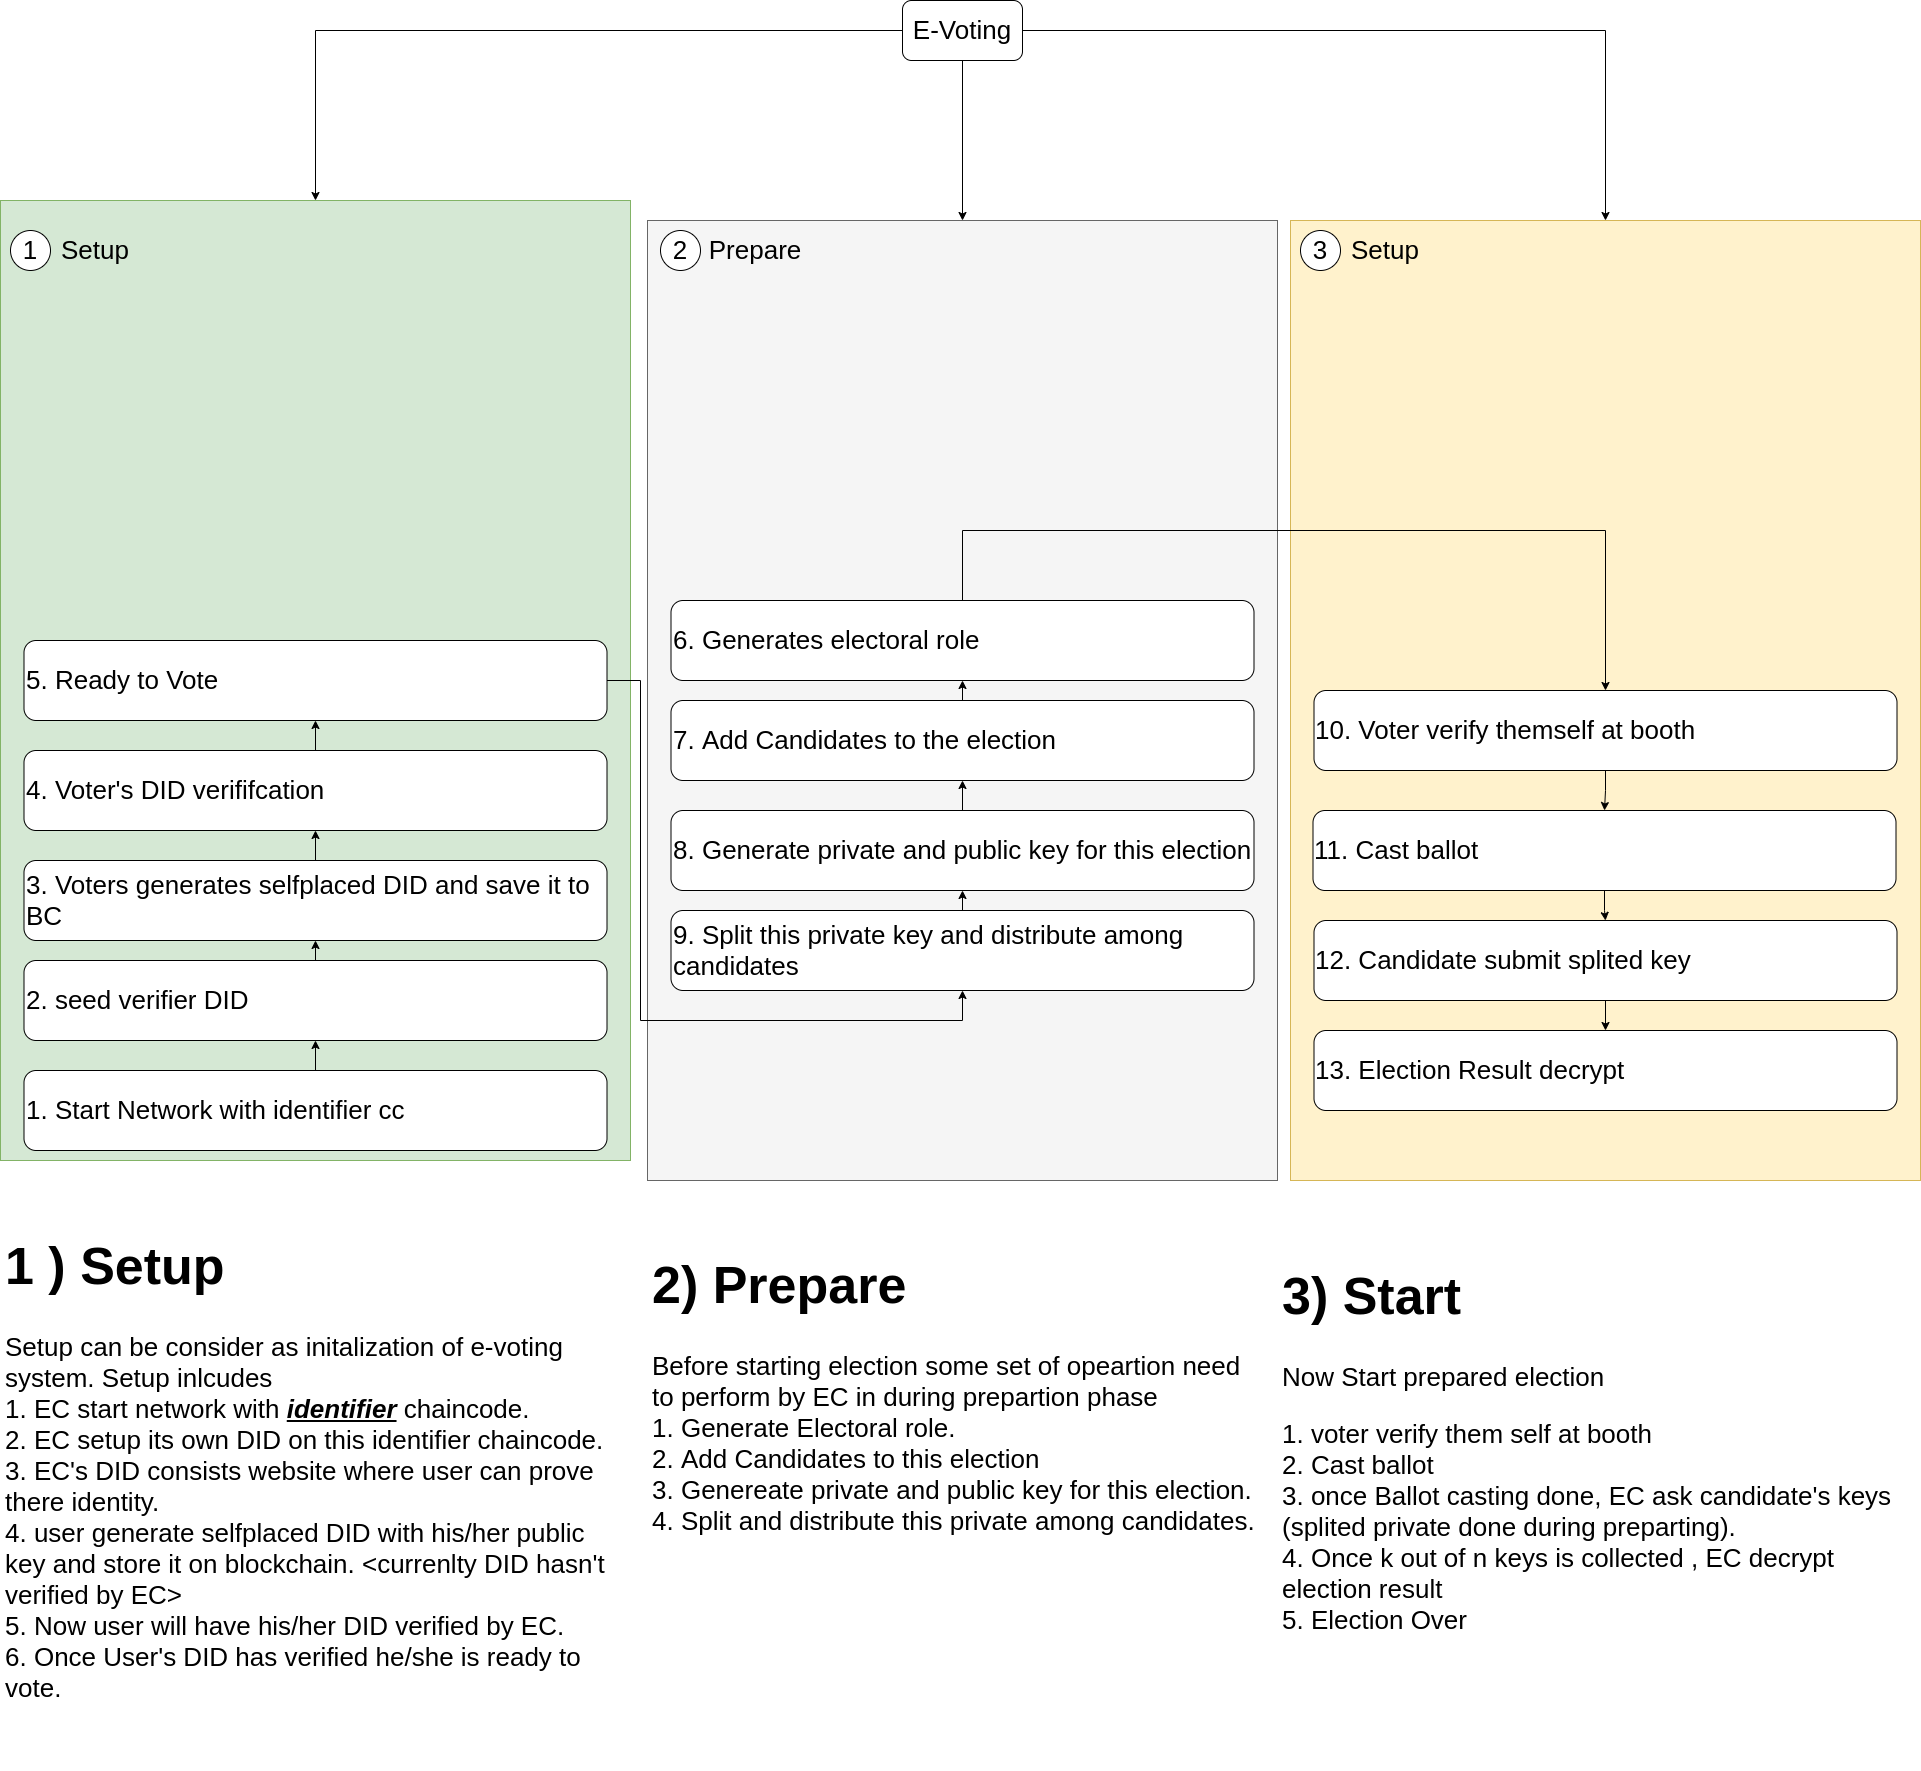 E-Voting
1 Setup
5. Ready to Vote
4. Voter's DID verififcation
3. Voters generates selfplaced DID and save it to
BC
2. seed verifier DID
1. Start Network with identifier cc
2 Prepare
6. Generates electoral role
7. Add Candidates to the election
8. Generate private and public key for this election
9. Split this private key and distribute among
candidates
3 Setup
10. Voter verify themself at booth
11. Cast ballot
12. Candidate submit splited key
13. Election Result decrypt
1 ) Setup
Setup can be consider as initalization of e-voting
system. Setup inlcudes
1. EC start network with identifier chaincode.
2. EC setup its own DID on this identifier chaincode.
3. EC's DID consists website where user can prove
there identity.
4. user generate selfplaced DID with his/her public
key and store it on blockchain. <currenlty DID hasn't
verified by EC>
5. Now user will have his/her DID verified by EC.
6. Once User's DID has verified he/she is ready to
vote.
2) Prepare
Before starting election some set of opeartion need
to perform by EC in during prepartion phase
1. Generate Electoral role.
2. Add Candidates to this election
3. Genereate private and public key for this election.
4. Split and distribute this private among candidates.
3) Start
Now Start prepared election
1. voter verify them self at booth
2. Cast ballot
3. once Ballot casting done, EC ask candidate's keys
(splited private done during preparting).
4. Once k out of n keys is collected , EC decrypt
election result
5. Election Over